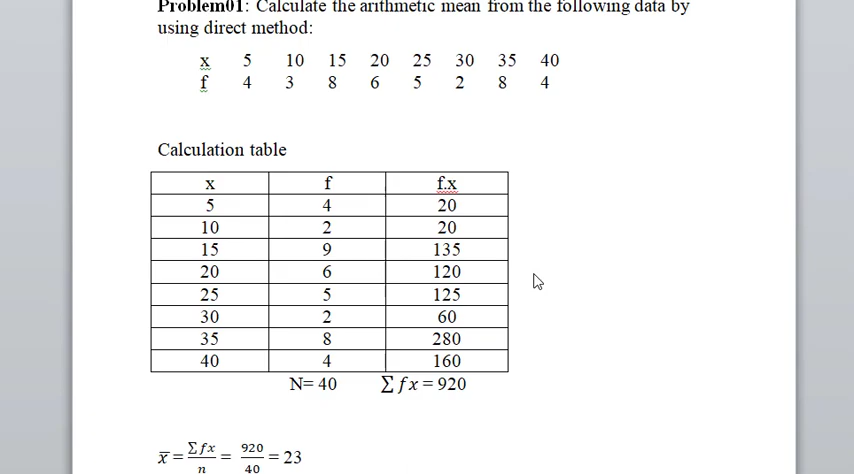 Problem01: Calculate the arithmetic mean from the following data by
using direct method:
x 5 10 15 20 25 30 35 40
f 4 3 8 6 5 2 8 4
Calculation table
x f f.x
5 4 20
10 2 20
15 9 135
20 6 120
25 5 125
30 2 60
35 8 280
40 4 160
N= 40 ∑ fx = 920
x̅ = ∑fx/n = 920/40 = 23